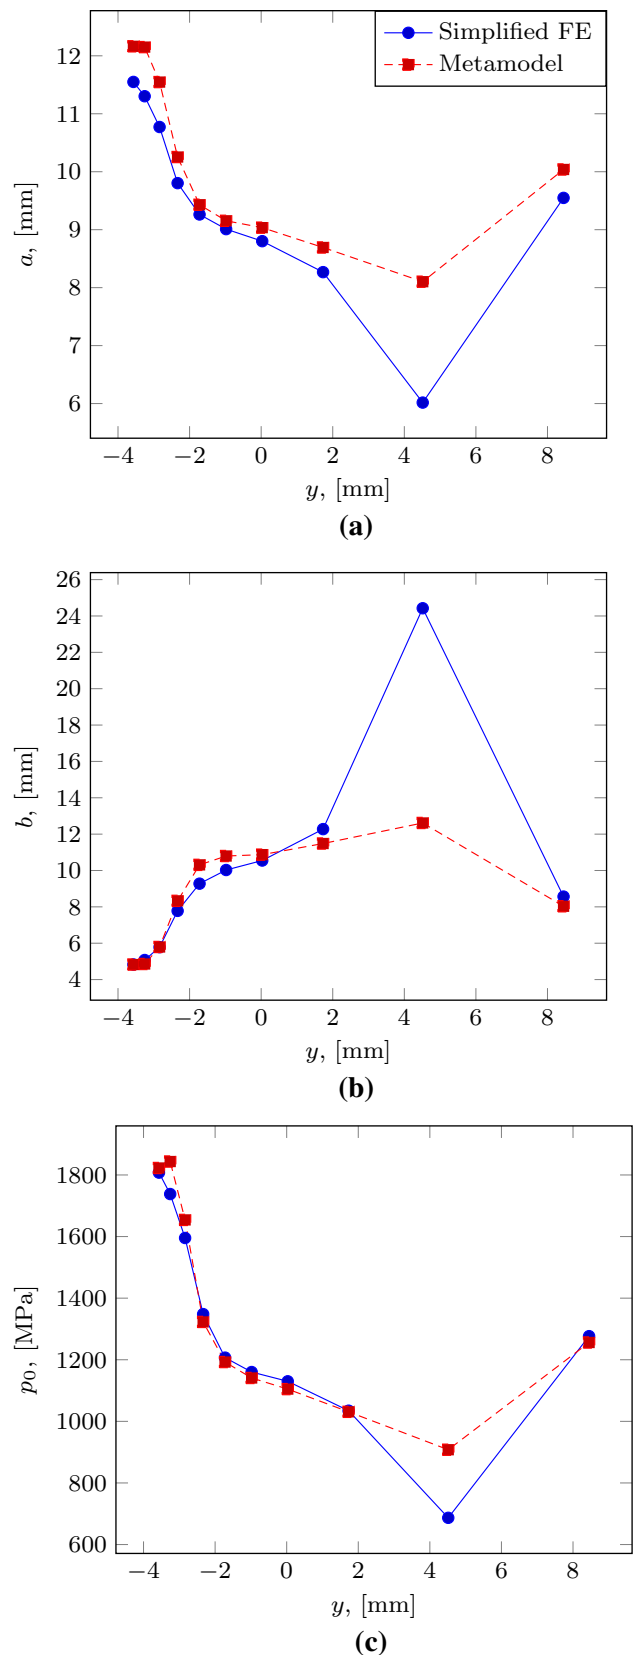 Simplified FE
Metamodel
12
11
10
9
8
7
6
a, [mm]
−4 −2 0 2 4 6 8
y, [mm]
(a)
26
24
22
20
18
16
14
12
10
8
6
4
b, [mm]
−4 −2 0 2 4 6 8
y, [mm]
(b)
1800
1600
1400
1200
1000
800
600
p₀, [MPa]
−4 −2 0 2 4 6 8
y, [mm]
(c)